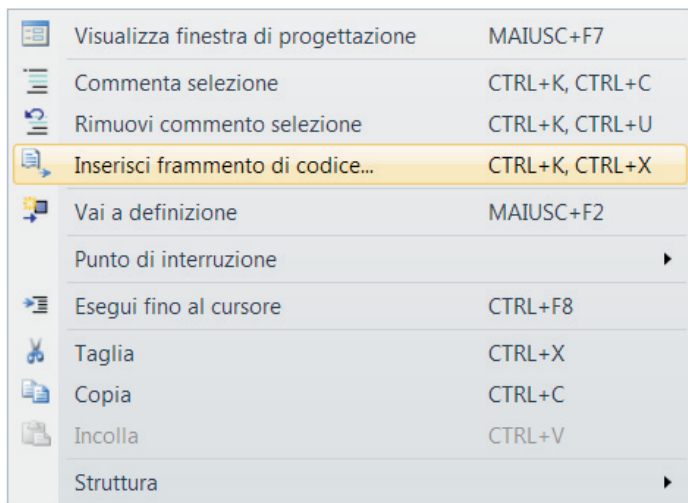 Visualizza finestra di progettazione MAIUSC+F7
Commenta selezione CTRL+K, CTRL+C
Rimuovi commento selezione CTRL+K, CTRL+U
Inserisci frammento di codice... CTRL+K, CTRL+X
Vai a definizione MAIUSC+F2
Punto di interruzione
Esegui fino al cursore CTRL+F8
Taglia CTRL+X
Copia CTRL+C
Incolla CTRL+V
Struttura